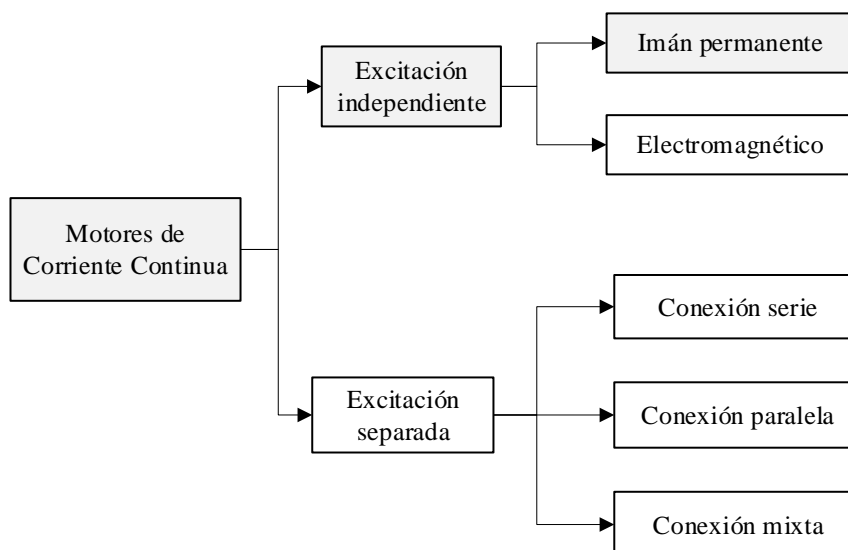 Imán permanente
Excitación
independiente
Electromagnético
Motores de
Corriente Continua
Conexión serie
Excitación
separada
Conexión paralela
Conexión mixta